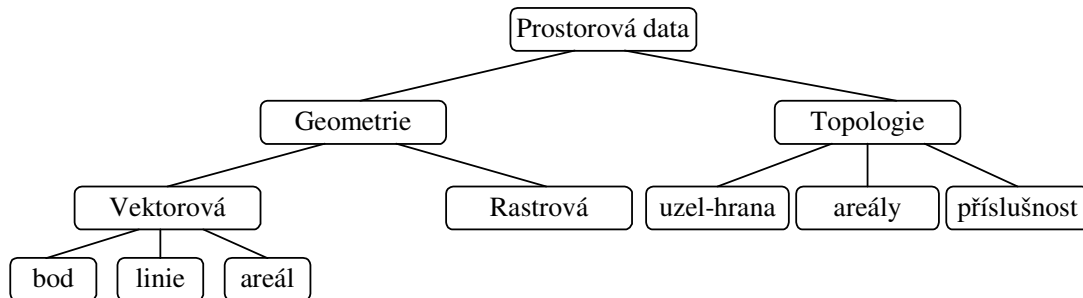 Prostorová data
Geometrie
Topologie
Vektorová
Rastrová
uzel-hrana
areály
příslušnost
bod
linie
areál